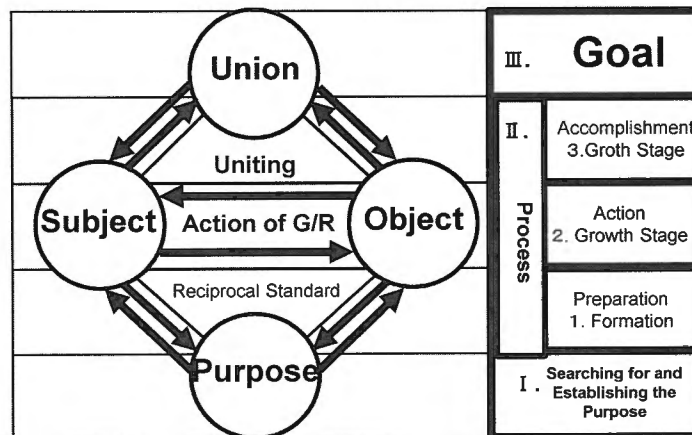 Union
Uniting
Subject
Action of G/R
Object
Reciprocal Standard
Purpose
III. Goal
II.
Process
Accomplishment
3.Groth Stage
Action
2. Growth Stage
Preparation
1. Formation
I. Searching for and
Establishing the
Purpose